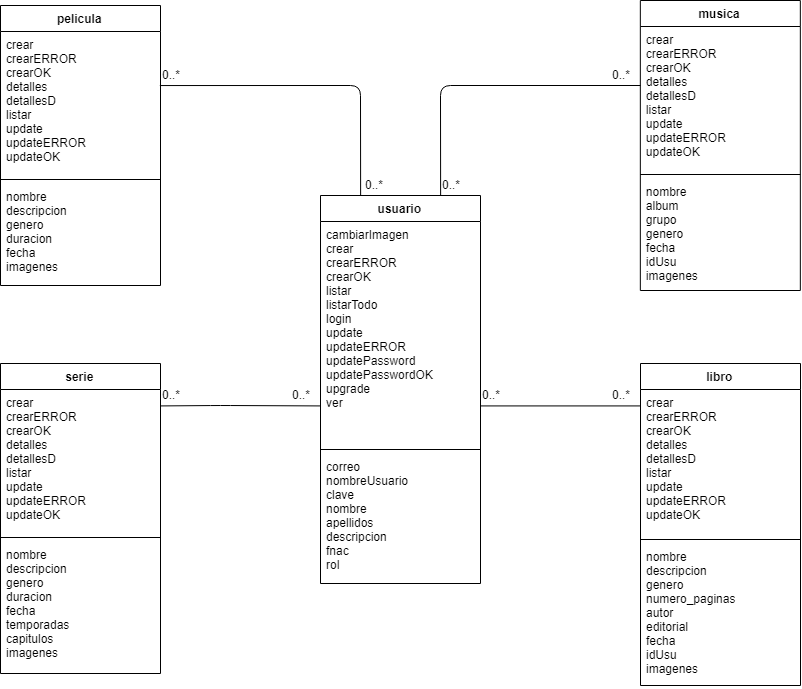 pelicula
crear
crearERROR
crearOK
detalles
detallesD
listar
update
updateERROR
updateOK
nombre
descripcion
genero
duracion
fecha
imagenes
0..*
0..*
musica
crear
crearERROR
crearOK
detalles
detallesD
listar
update
updateERROR
updateOK
nombre
album
grupo
genero
fecha
idUsu
imagenes
0..*
0..*
usuario
cambiarImagen
crear
crearERROR
crearOK
listar
listarTodo
login
update
updateERROR
updatePassword
updatePasswordOK
upgrade
ver
correo
nombreUsuario
clave
nombre
apellidos
descripcion
fnac
rol
serie
crear
crearERROR
crearOK
detalles
detallesD
listar
update
updateERROR
updateOK
nombre
descripcion
genero
duracion
fecha
temporadas
capitulos
imagenes
0..*
0..*
0..*
0..*
libro
crear
crearERROR
crearOK
detalles
detallesD
listar
update
updateERROR
updateOK
nombre
descripcion
genero
numero_paginas
autor
editorial
fecha
idUsu
imagenes